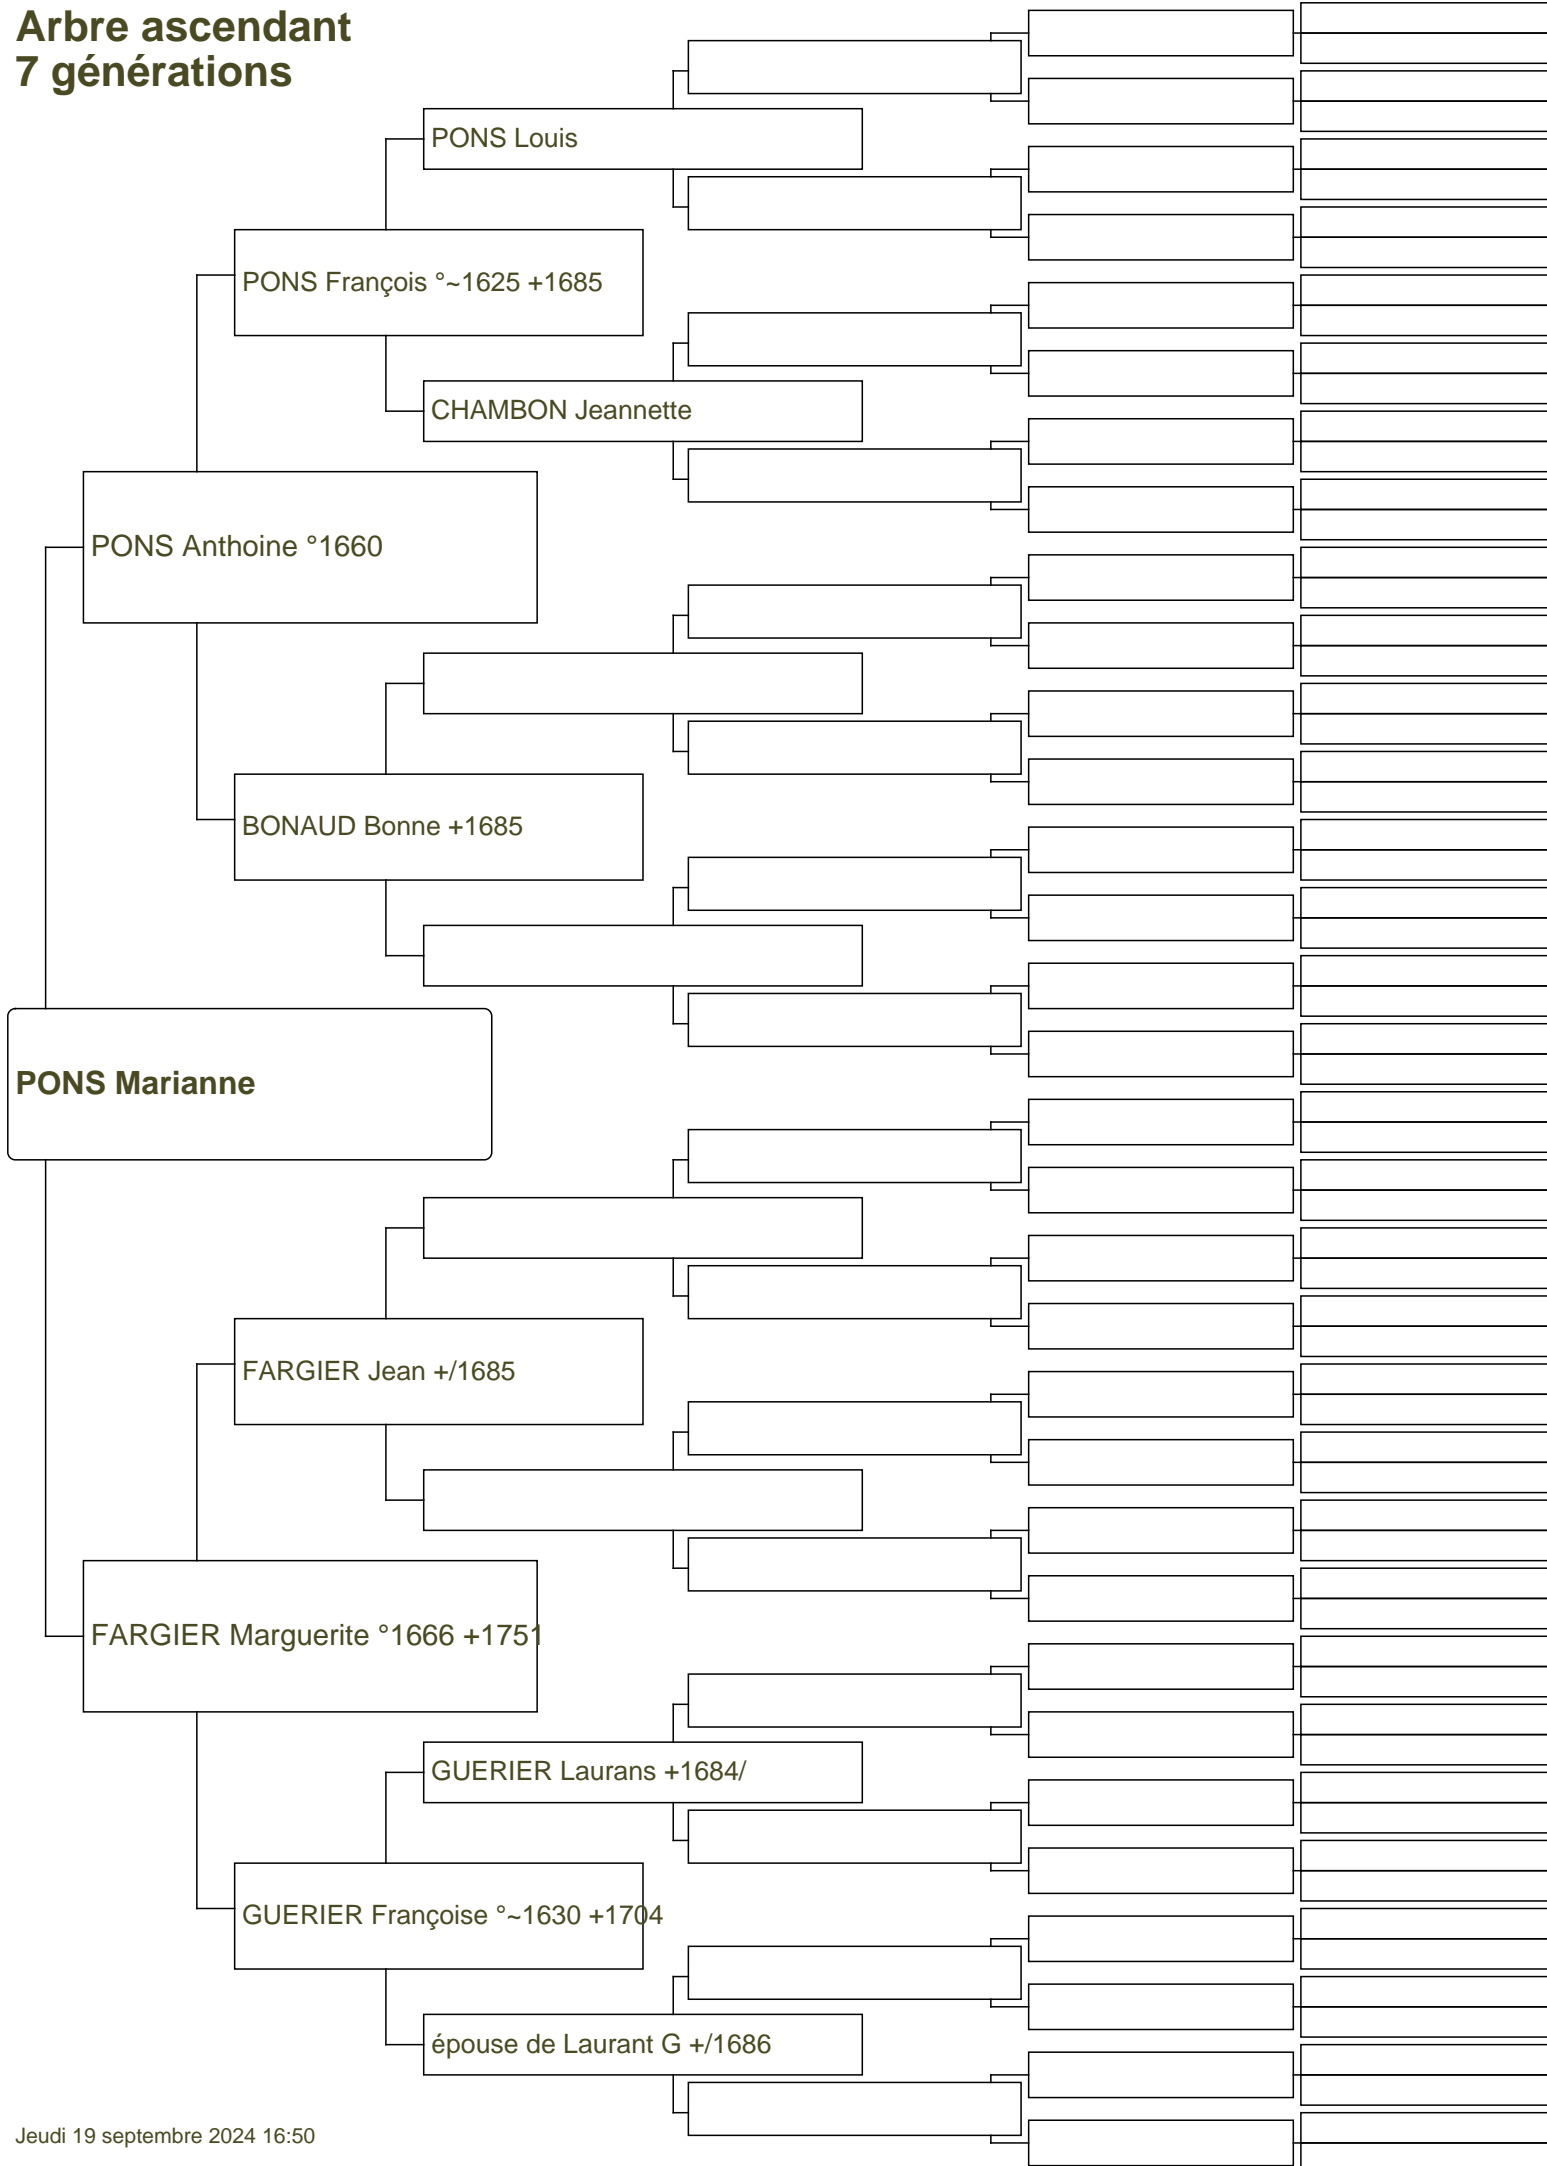 Arbre ascendant
7 générations
PONS Louis
PONS François °~1625 +1685
CHAMBON Jeannette
PONS Anthoine °1660
BONAUD Bonne +1685
PONS Marianne
FARGIER Jean +/1685
FARGIER Marguerite °1666 +1751
GUERIER Laurans +1684/
GUERIER Françoise °~1630 +1704
épouse de Laurant G +/1686
Jeudi 19 septembre 2024 16:50